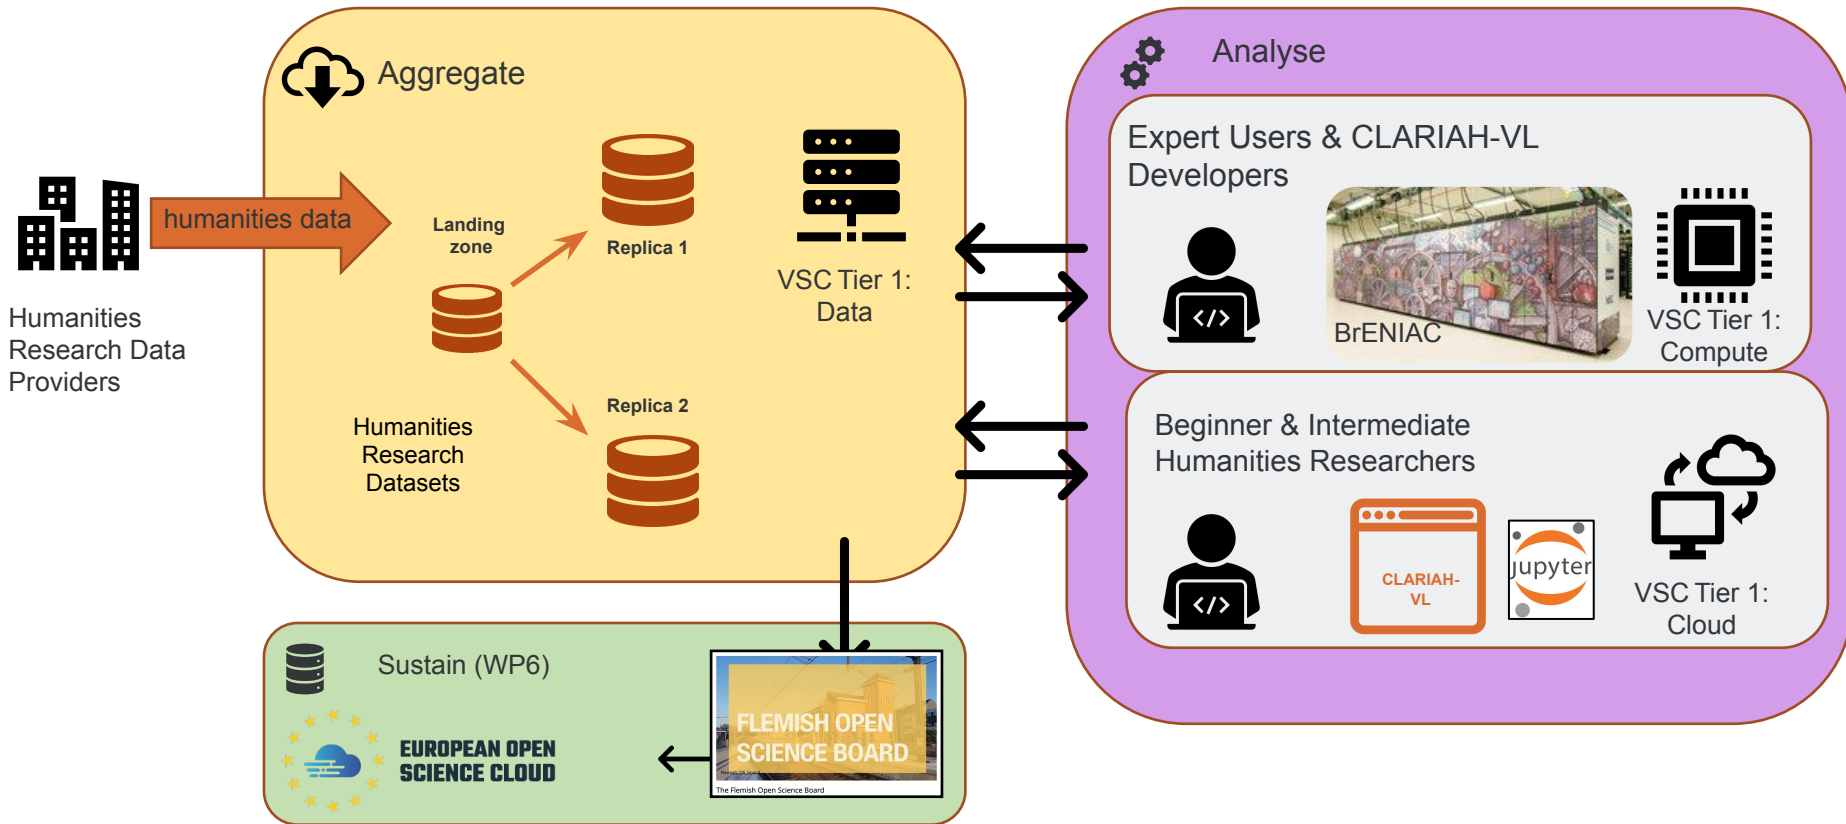 Aggregate
humanities data
Landing
zone
Replica 1
Replica 2
VSC Tier 1:
Data
Humanities
Research Data
Providers
Humanities
Research
Datasets
Analyse
Expert Users & CLARIAH-VL
Developers
BrENIAC
VSC Tier 1:
Compute
Beginner & Intermediate
Humanities Researchers
</>
</>
CLARIAH-
VL
jupyter
VSC Tier 1:
Cloud
Sustain (WP6)
EUROPEAN OPEN
SCIENCE CLOUD
FLEMISH OPEN
SCIENCE BOARD
The Flemish Open Science Board